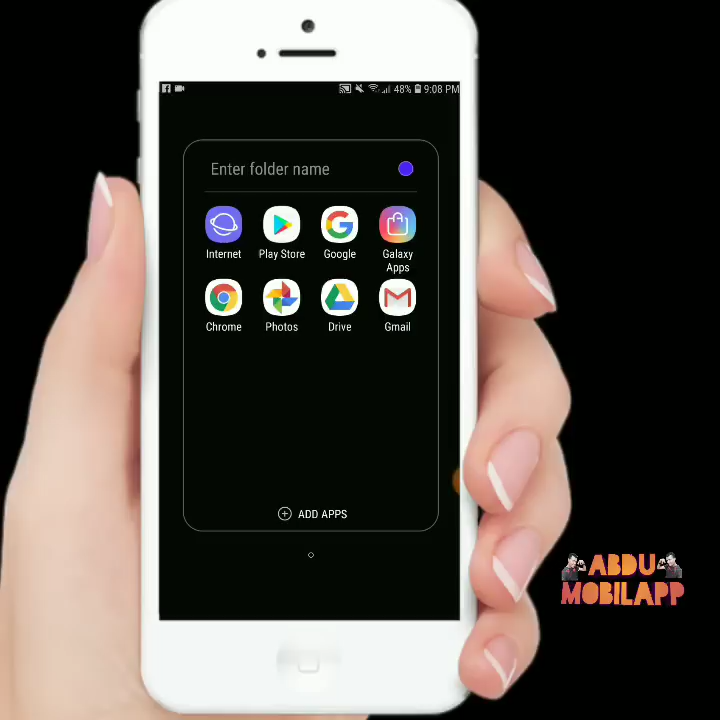 48% 9:08 PM
Enter folder name
Internet Play Store Google Galaxy Apps
Chrome Photos Drive Gmail
ADD APPS
ABDU
MOBILAPP